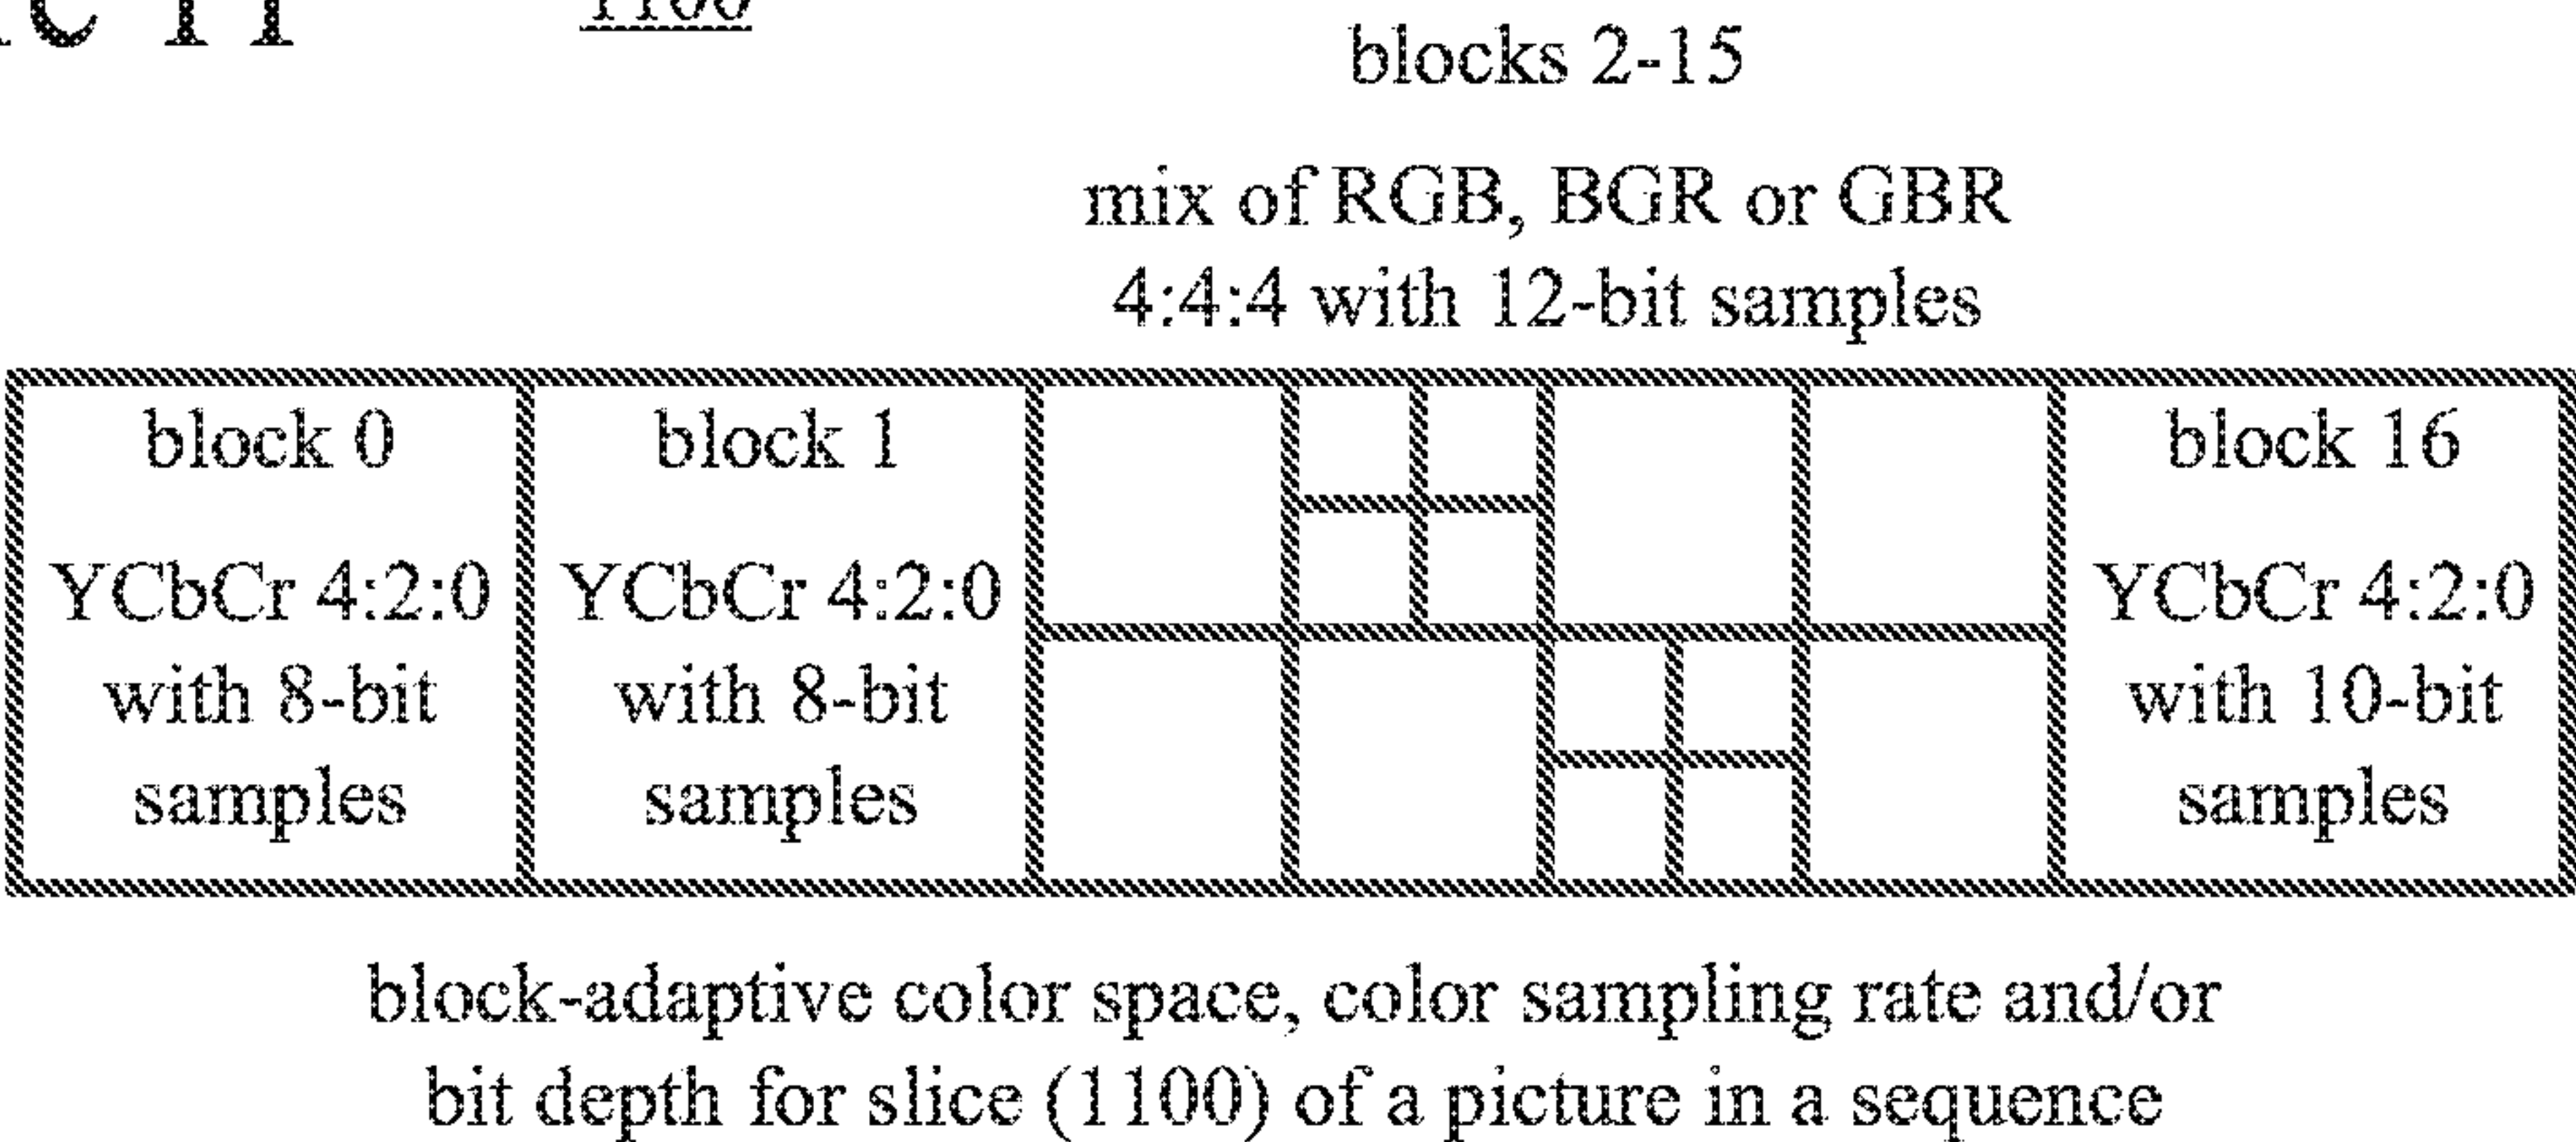 11
1100
blocks 2-15
mix of RGB, BGR or GBR
4:4:4 with 12-bit samples
block 0
YCbCr 4:2:0
with 8-bit
samples
block 1
YCbCr 4:2:0
with 8-bit
samples
block 16
YCbCr 4:2:0
with 10-bit
samples
block-adaptive color space, color sampling rate and/or
bit depth for slice (1100) of a picture in a sequence